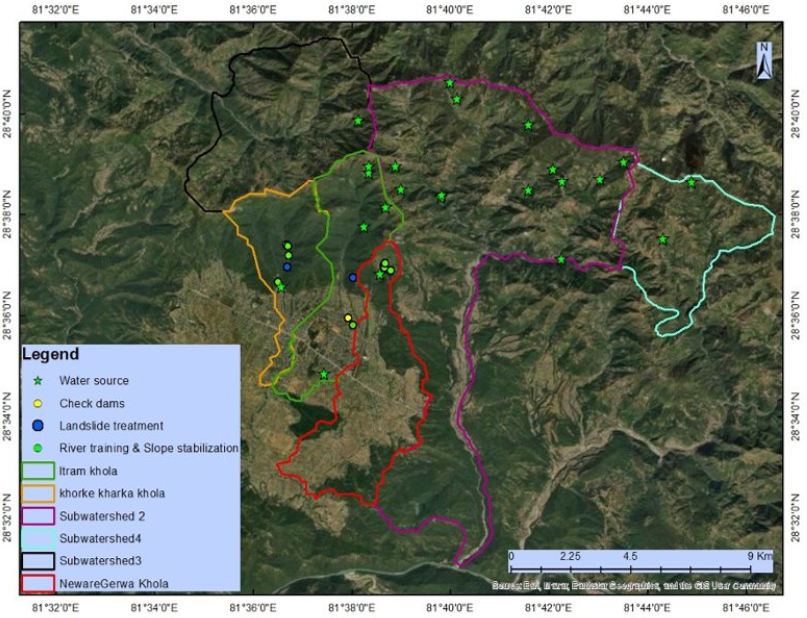 81°32'0"E 81°34'0"E 81°36'0"E 81°38'0"E 81°40'0"E 81°42'0"E 81°44'0"E 81°46'0"E
N
28°40'0"N 28°40'0"N
28°38'0"N 28°38'0"N
28°36'0"N 28°36'0"N
28°34'0"N 28°34'0"N
28°32'0"N 28°32'0"N
Legend
Water source
Check dams
Landslide treatment
River training & Slope stabilization
Itram khola
khorke kharka khola
Subwatershed 2
Subwatershed4
Subwatershed3
NewareGerwa Khola
0 2.25 4.5 9 Km
Source: Esri, Maxar, Earthstar Geographics, and the GIS User Community
81°32'0"E 81°34'0"E 81°36'0"E 81°38'0"E 81°40'0"E 81°42'0"E 81°44'0"E 81°46'0"E